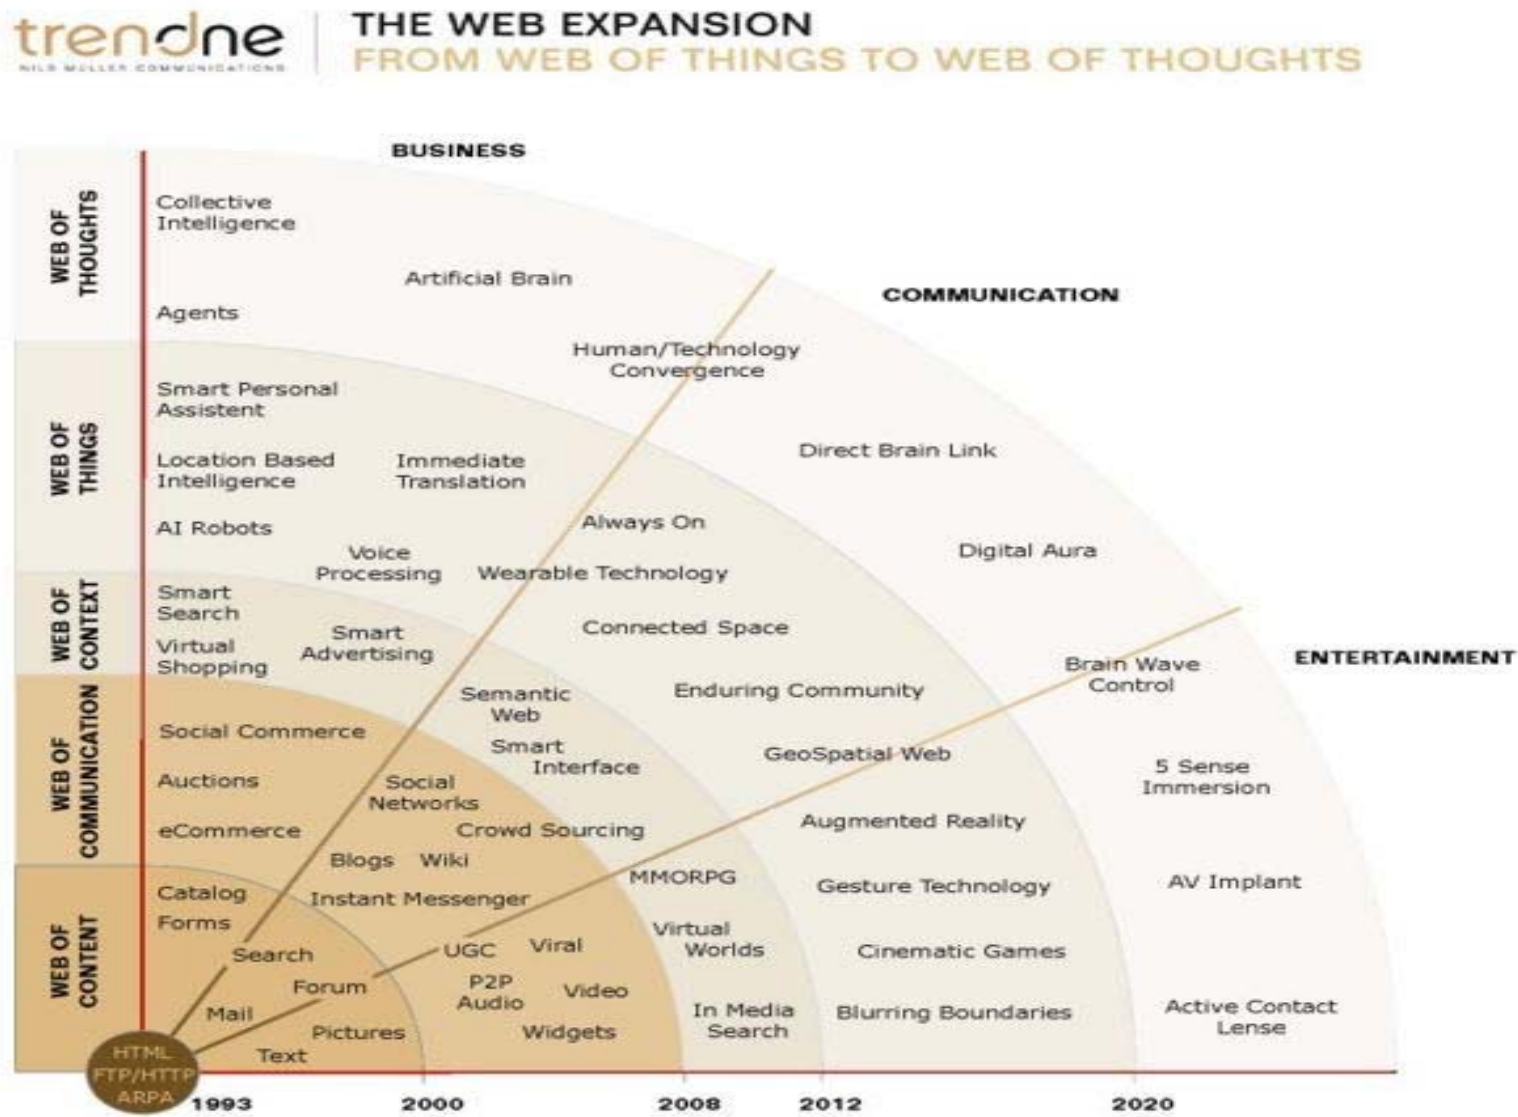 trendone
NILS MÜLLER COMMUNICATIONS
THE WEB EXPANSION
FROM WEB OF THINGS TO WEB OF THOUGHTS
BUSINESS
COMMUNICATION
ENTERTAINMENT
WEB OF
THOUGHTS
Collective
Intelligence
Artificial Brain
Agents
Human/Technology
Convergence
Direct Brain Link
Digital Aura
Brain Wave
Control
5 Sense
Immersion
AV Implant
Active Contact
Lense
WEB OF
THINGS
Smart Personal
Assistent
Location Based
Intelligence
Immediate
Translation
AI Robots
Voice
Processing
Always On
Wearable Technology
Connected Space
Enduring Community
GeoSpatial Web
Augmented Reality
Gesture Technology
Cinematic Games
Blurring Boundaries
WEB OF
CONTEXT
Smart
Search
Virtual
Shopping
Smart
Advertising
Semantic
Web
Smart
Interface
MMORPG
Virtual
Worlds
In Media
Search
WEB OF
COMMUNICATION
Social Commerce
Auctions
eCommerce
Social
Networks
Crowd Sourcing
Blogs Wiki
Instant Messenger
UGC Viral
P2P
Audio
Video
Widgets
WEB OF
CONTENT
Catalog
Forms
Search
Forum
Mail
Pictures
Text
HTML
FTP/HTTP
ARPA
1993 2000 2008 2012 2020